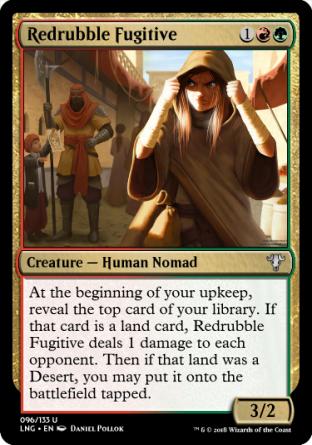 Redrubble Fugitive 1
Creature — Human Nomad
At the beginning of your upkeep,
reveal the top card of your library. If
that card is a land card, Redrubble
Fugitive deals 1 damage to each
opponent. Then if that land was a
Desert, you may put it onto the
battlefield tapped.
3/2
096/133 U
LNG • EN Daniel Pollok
™ & © 2018 Wizards of the Coast